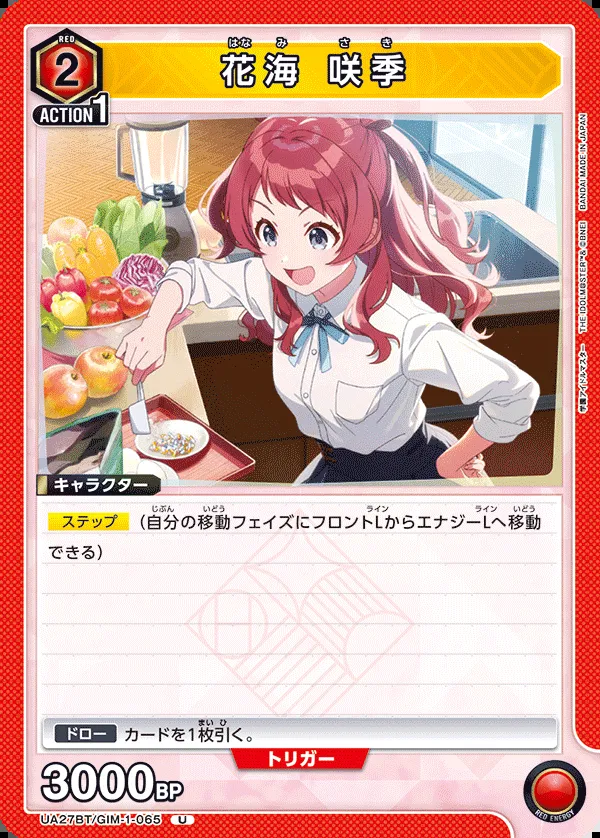 RED
2
ACTION 1
はなみ さき
花海 咲季
BANDAI MADE IN JAPAN
THE IDOLM@STER™& ©BNEI
学園アイドルマスター
キャラクター
じぶん いどう ライン ライン いどう
ステップ (自分の移動フェイズにフロントLからエナジーLへ移動
できる)
まい ひ
ドロー カードを1枚引く。
トリガー
3000BP
RED ENERGY
UA27BT/GIM-1-065 U